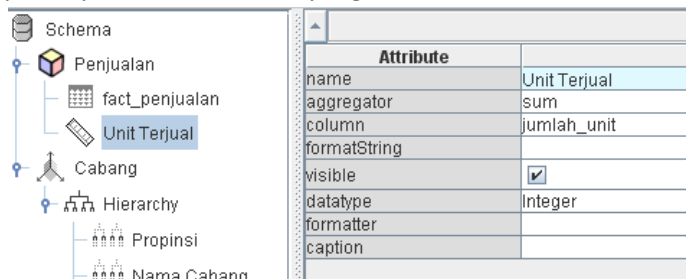 Schema
Penjualan
fact_penjualan
Unit Terjual
Cabang
Hierarchy
Propinsi
Nama Cabang
Attribute
name Unit Terjual
aggregator sum
column jumlah_unit
formatString
visible
datatype Integer
formatter
caption